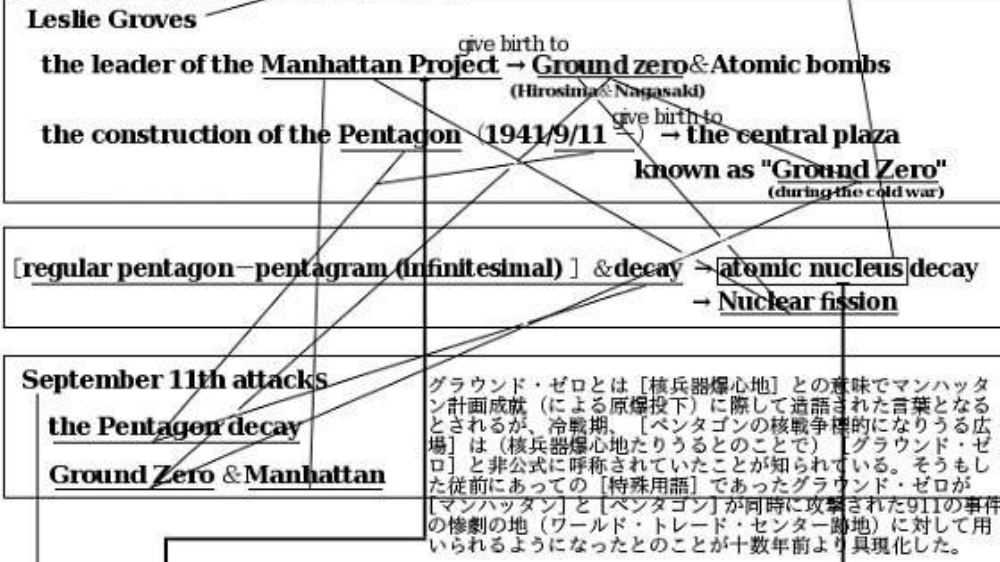 Leslie Groves
give birth to
the leader of the Manhattan Project → Ground zero&Atomic bombs
(Hirosima&Nagasaki)
give birth to
the construction of the Pentagon (1941/9/11 ー) → the central plaza
known as "Ground Zero"
(during the cold war)
[regular pentagon−pentagram (infinitesimal) ] &decay → atomic nucleus decay
→ Nuclear fission
September 11th attacks
the Pentagon decay
Ground Zero & Manhattan
グラウンド・ゼロとは［核兵器爆心地］との意味でマンハッタ
ン計画成就（による原爆投下）に際して造語された言葉となる
とされるが、冷戦期、［ペンタゴンの核戦争標的になりうる広
場］は（核兵器爆心地たりうるとのことで）［グラウンド・ゼ
ロ］と非公式に呼称されていたことが知られている。そうもし
た従前にあっての［特殊用語］であったグラウンド・ゼロが
[マンハッタン]と[ペンタゴン]が同時に攻撃された911の事件
の惨劇の地（ワールド・トレード・センター跡地）に対して用
いられるようになったとのことが十数年前より具現化した。